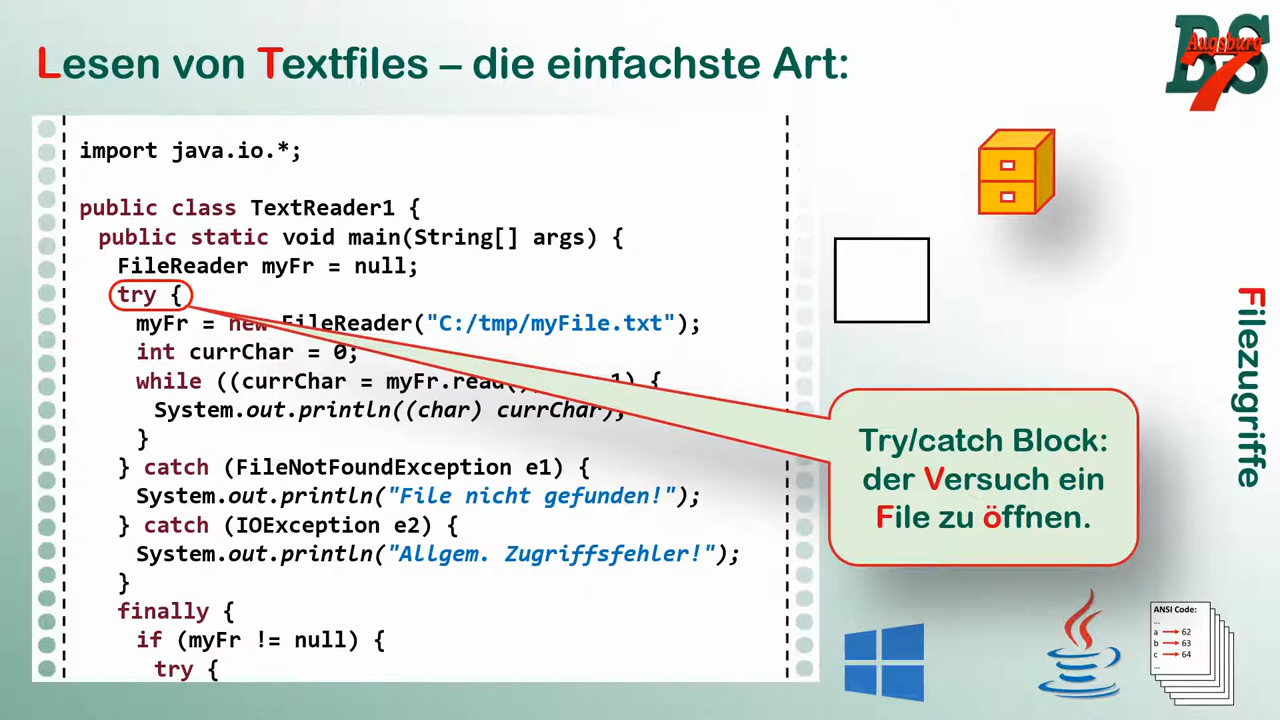 Lesen von Textfiles – die einfachste Art:
BS
Augsburg
7
import java.io.*;
public class TextReader1 {
public static void main(String[] args) {
FileReader myFr = null;
try {
myFr = new FileReader("C:/tmp/myFile.txt");
int currChar = 0;
while ((currChar = myFr.read() 1) {
System.out.println((char) currChar);
}
} catch (FileNotFoundException e1) {
System.out.println("File nicht gefunden!");
} catch (IOException e2) {
System.out.println("Allgem. Zugriffsfehler!");
}
finally {
if (myFr != null) {
try {
Try/catch Block:
der Versuch ein
File zu öffnen.
Filezugriffe
ANSI Code:
...
a → 62
b → 63
c → 64
...